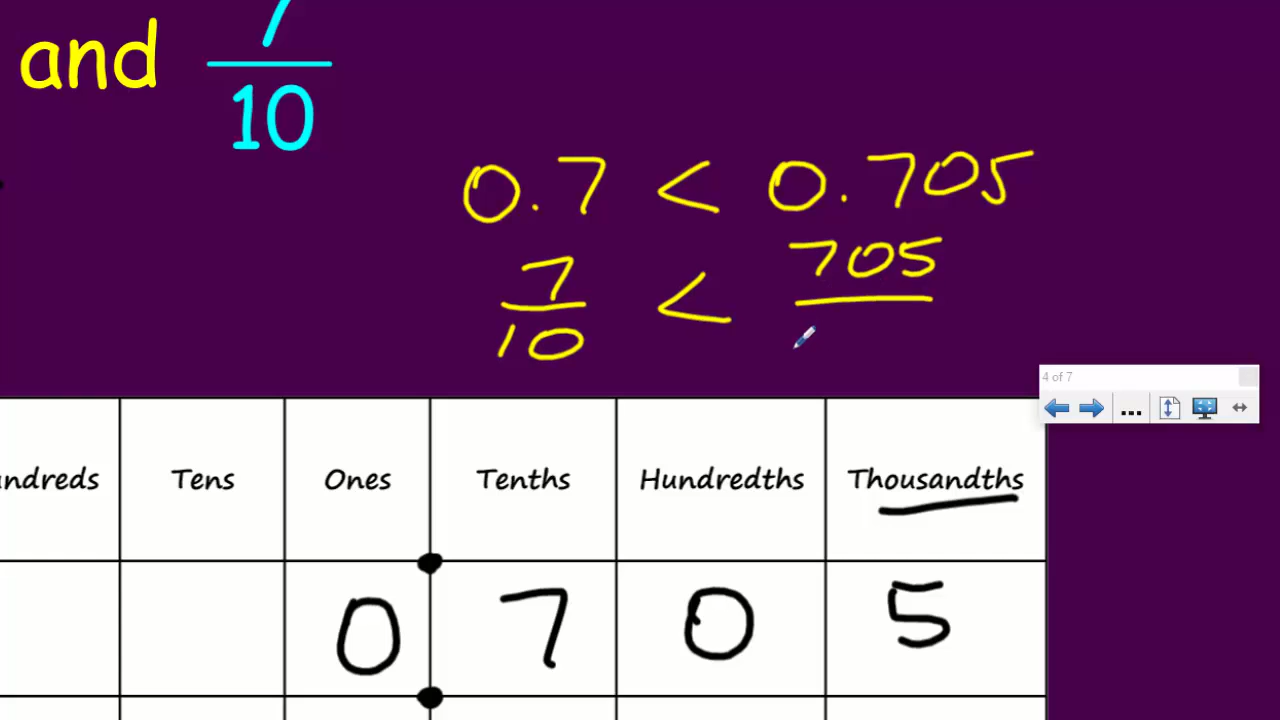 and 7/10
0.7 < 0.705
7/10 < 705
4 of 7
...
Tens Ones Tenths Hundredths Thousandths
0 7 0 5